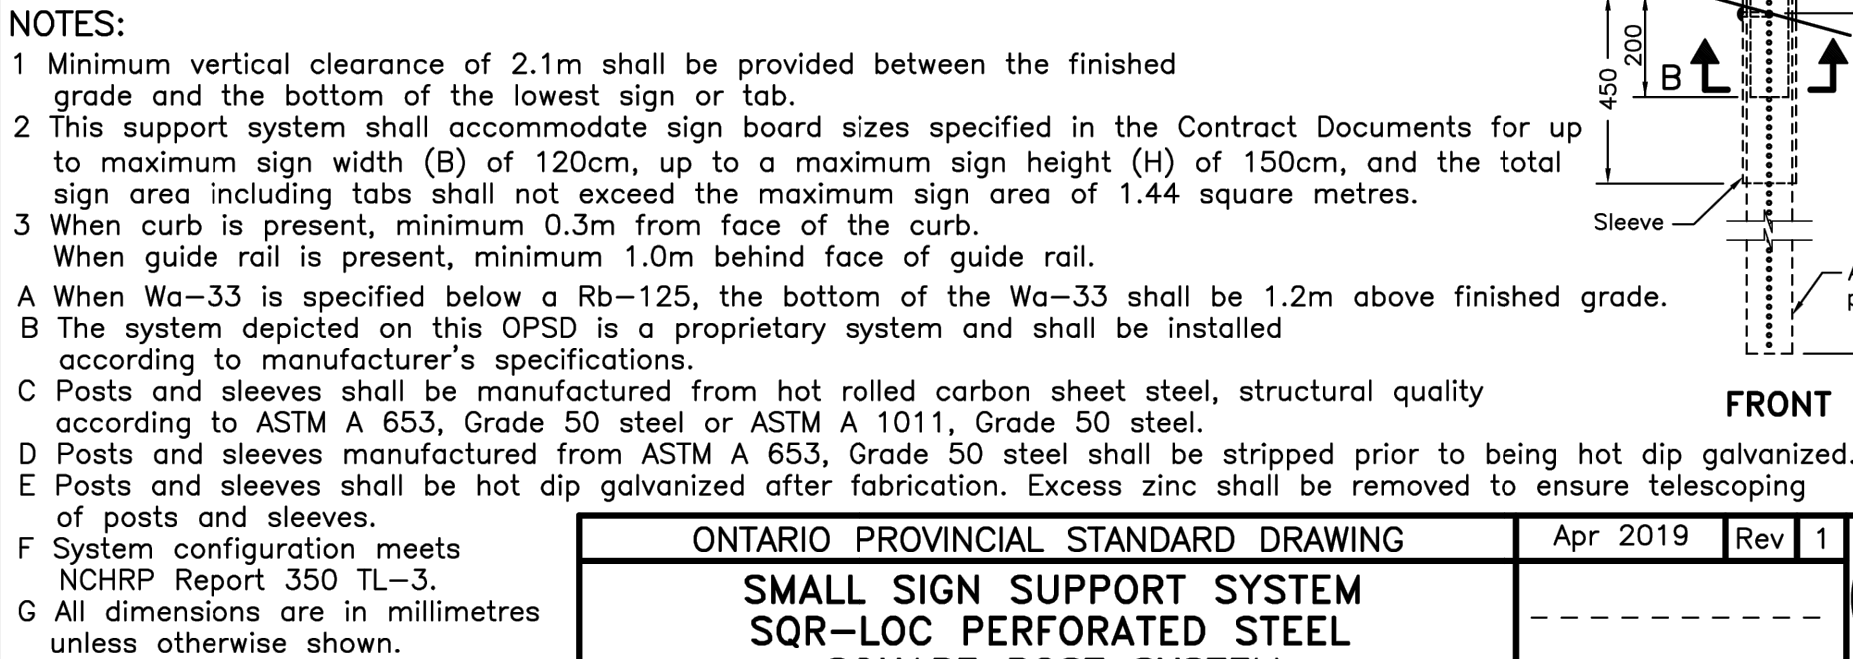 NOTES:
1 Minimum vertical clearance of 2.1m shall be provided between the finished
grade and the bottom of the lowest sign or tab.
2 This support system shall accommodate sign board sizes specified in the Contract Documents for up
to maximum sign width (B) of 120cm, up to a maximum sign height (H) of 150cm, and the total
sign area including tabs shall not exceed the maximum sign area of 1.44 square metres.
3 When curb is present, minimum 0.3m from face of the curb.
When guide rail is present, minimum 1.0m behind face of guide rail.
A When Wa-33 is specified below a Rb-125, the bottom of the Wa-33 shall be 1.2m above finished grade.
B The system depicted on this OPSD is a proprietary system and shall be installed
according to manufacturer's specifications.
C Posts and sleeves shall be manufactured from hot rolled carbon sheet steel, structural quality
according to ASTM A 653, Grade 50 steel or ASTM A 1011, Grade 50 steel.
D Posts and sleeves manufactured from ASTM A 653, Grade 50 steel shall be stripped prior to being hot dip galvanized.
E Posts and sleeves shall be hot dip galvanized after fabrication. Excess zinc shall be removed to ensure telescoping
of posts and sleeves.
F System configuration meets
NCHRP Report 350 TL-3.
G All dimensions are in millimetres
unless otherwise shown.
200
B
450
Sleeve
FRONT
ONTARIO PROVINCIAL STANDARD DRAWING
Apr 2019
Rev
1
SMALL SIGN SUPPORT SYSTEM
SQR-LOC PERFORATED STEEL